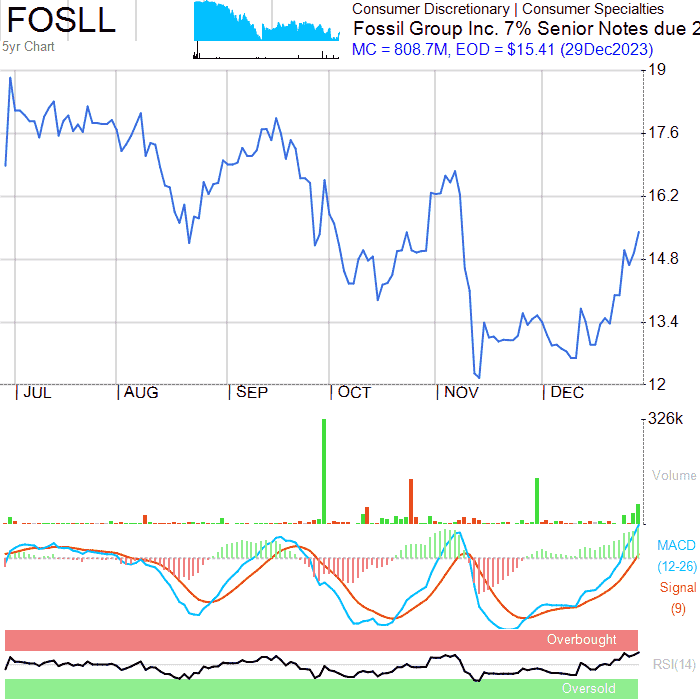 FOSLL
5yr Chart
Consumer Discretionary | Consumer Specialties
Fossil Group Inc. 7% Senior Notes due 2
MC = 808.7M, EOD = $15.41 (29Dec2023)
19
17.6
16.2
14.8
13.4
12
JUL AUG SEP OCT NOV DEC
326k
Volume
MACD
(12-26)
Signal
(9)
Overbought
RSI(14)
Oversold